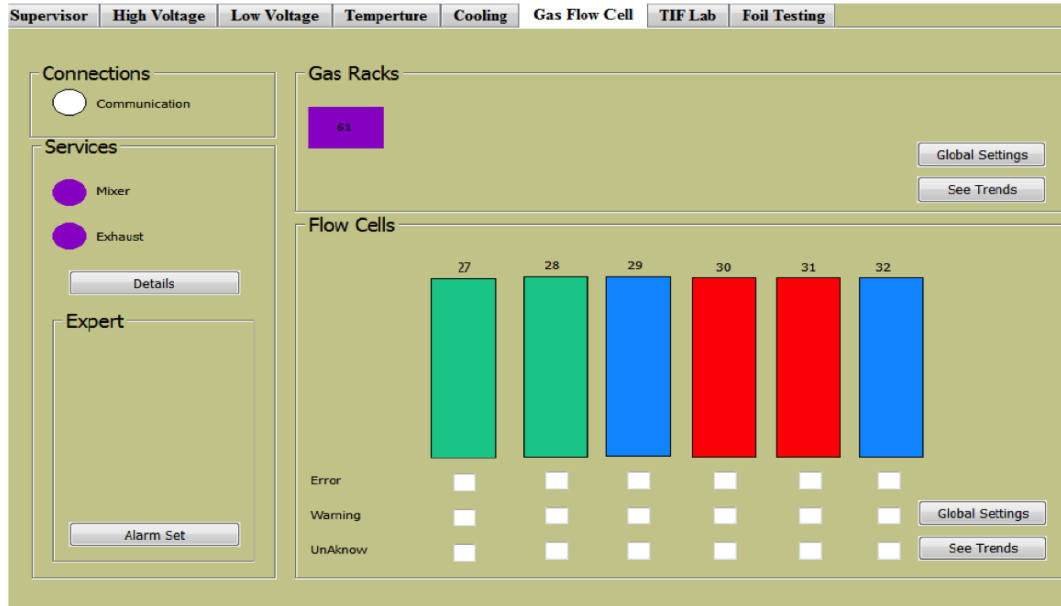 Supervisor High Voltage Low Voltage Temperture Cooling Gas Flow Cell TIF Lab Foil Testing
Connections
Communication
Services
Mixer
Exhaust
Details
Expert
Alarm Set
Gas Racks
61
Global Settings
See Trends
Flow Cells
27 28 29 30 31 32
Error
Warning
Global Settings
UnAknow
See Trends